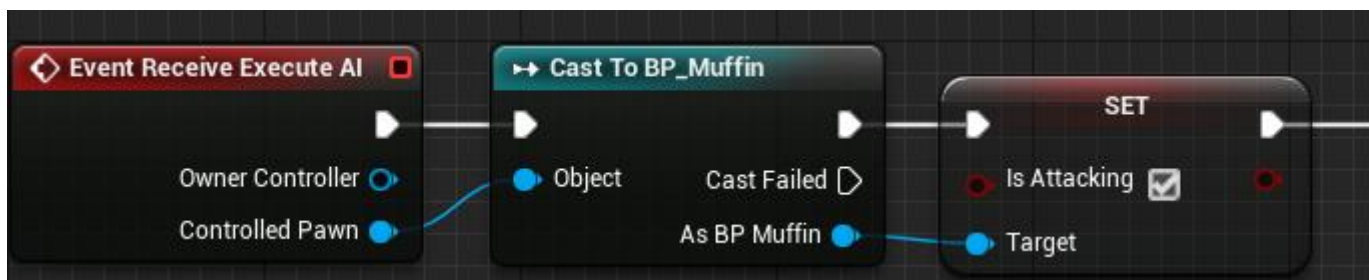 Event Receive Execute AI
Owner Controller
Controlled Pawn
Cast To BP_Muffin
Object
Cast Failed
As BP Muffin
SET
Is Attacking
Target